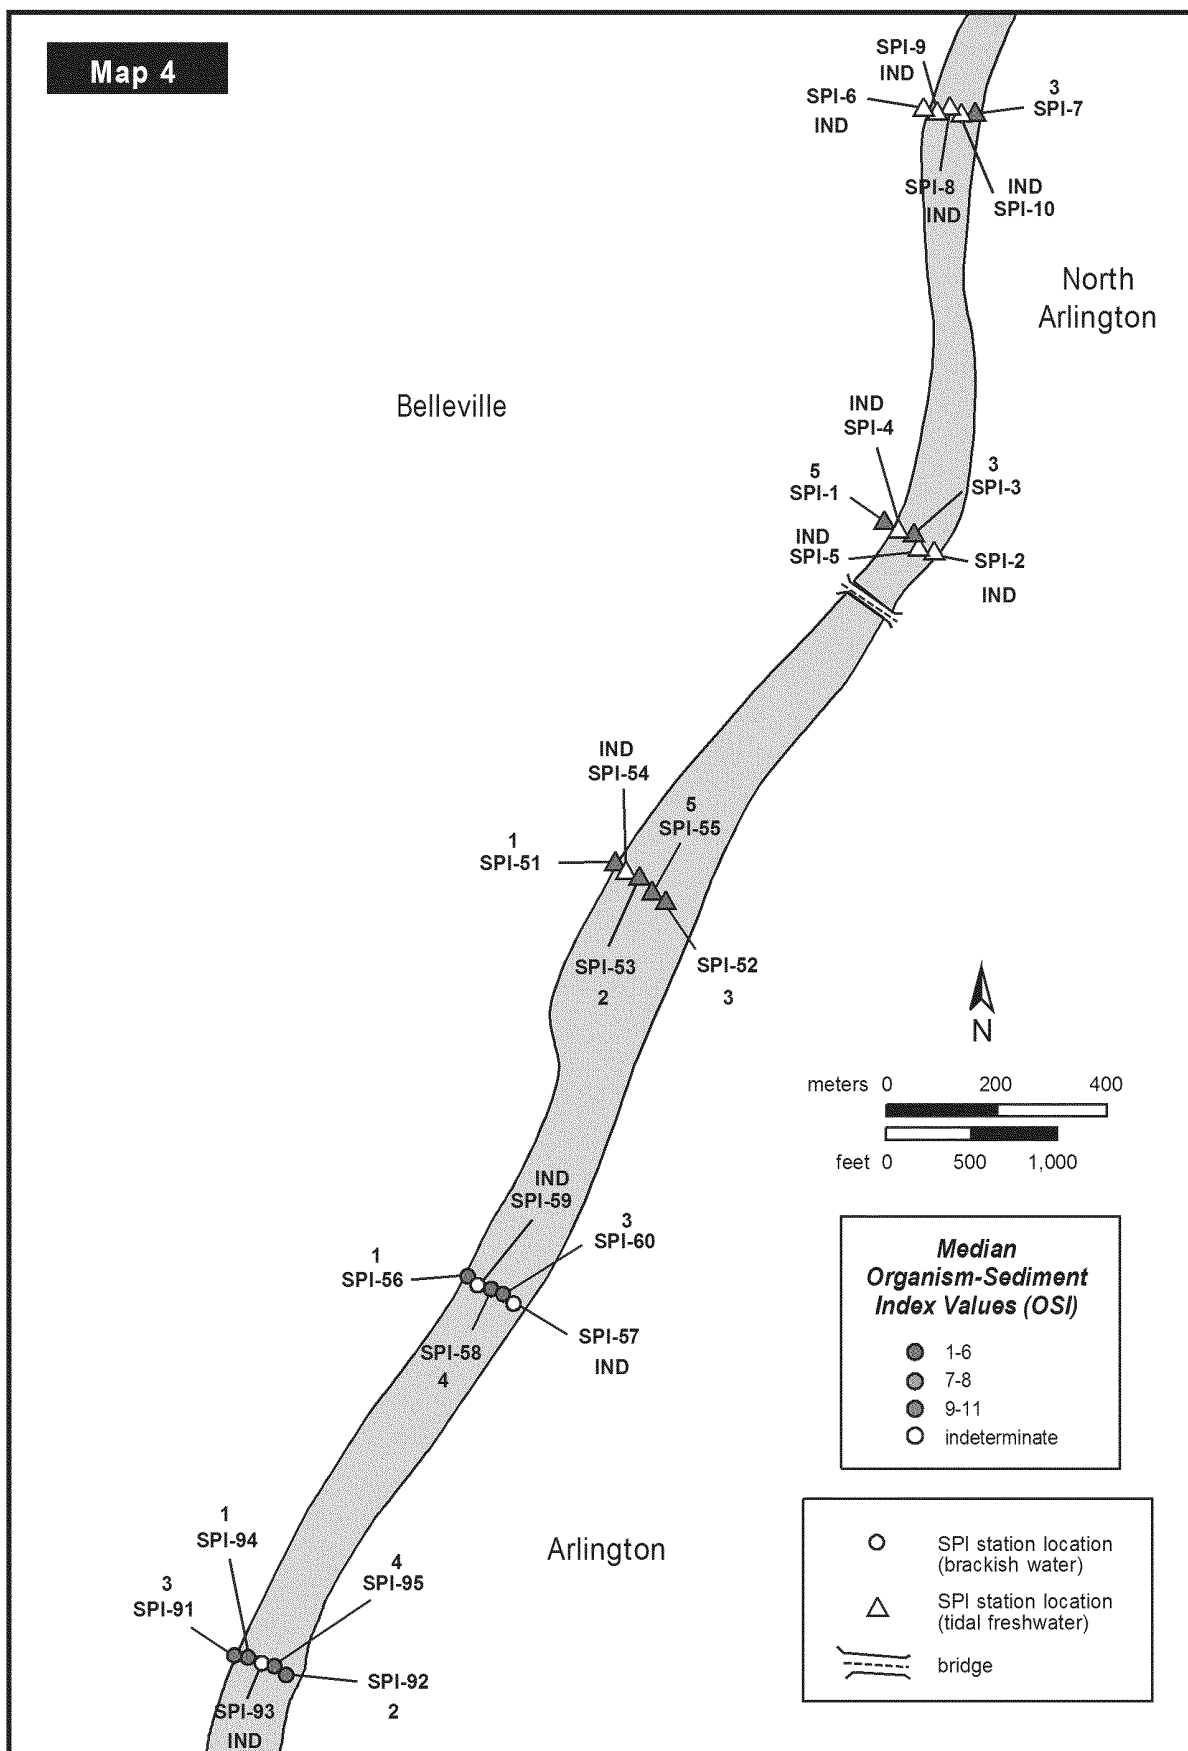 Map 4
SPI-9
IND
SPI-6
IND
3
SPI-7
SPI-8
IND
IND
SPI-10
North
Arlington
Belleville
IND
SPI-4
5
SPI-1
3
SPI-3
IND
SPI-5
SPI-2
IND
IND
SPI-54
5
SPI-55
1
SPI-51
SPI-53
2
SPI-52
3
N
meters 0 200 400
feet 0 500 1,000
IND
SPI-59
3
SPI-60
1
SPI-56
SPI-57
IND
SPI-58
4
Median
Organism-Sediment
Index Values (OSI)
1-6
7-8
9-11
indeterminate
1
SPI-94
Arlington
4
SPI-95
3
SPI-91
SPI-92
2
SPI-93
IND
SPI station location
(brackish water)
SPI station location
(tidal freshwater)
bridge